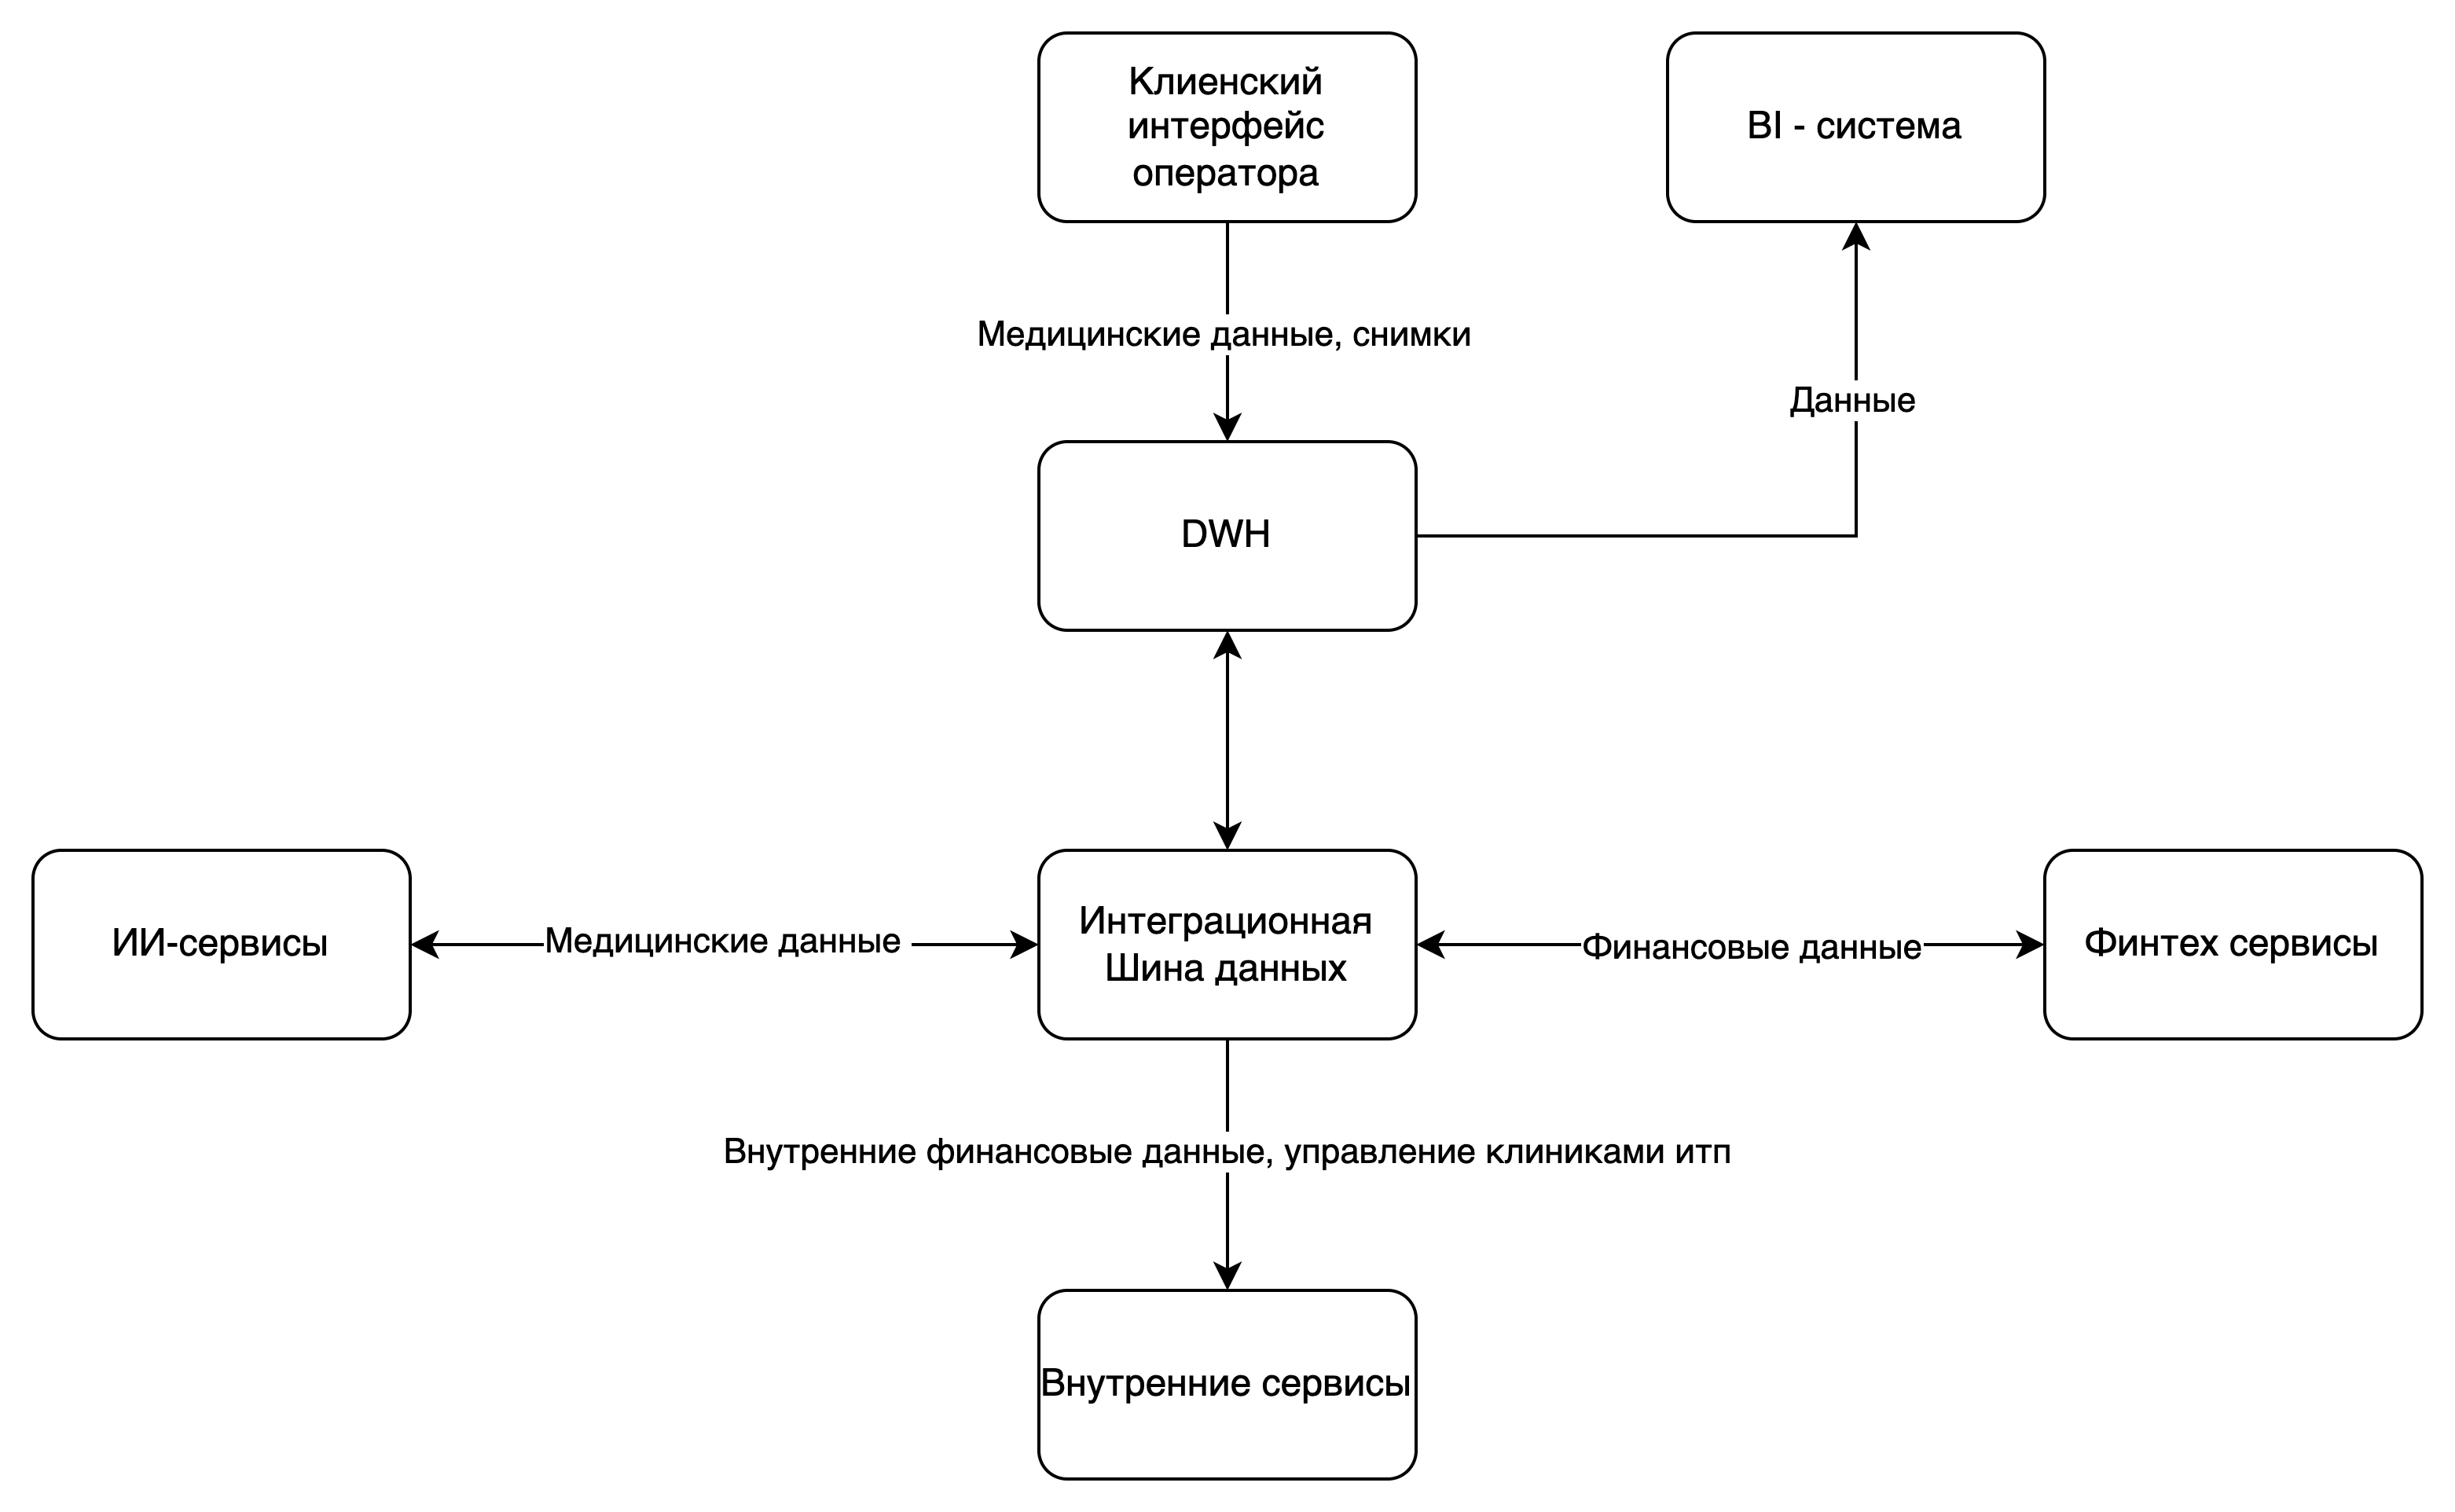 Клиенский
интерфейс
оператора
BI - система
Медицинские данные, снимки
Данные
DWH
ИИ-сервисы
Медицинские данные
Интеграционная
Шина данных
Финансовые данные
Финтех сервисы
Внутренние финансовые данные, управление клиниками итп
Внутренние сервисы